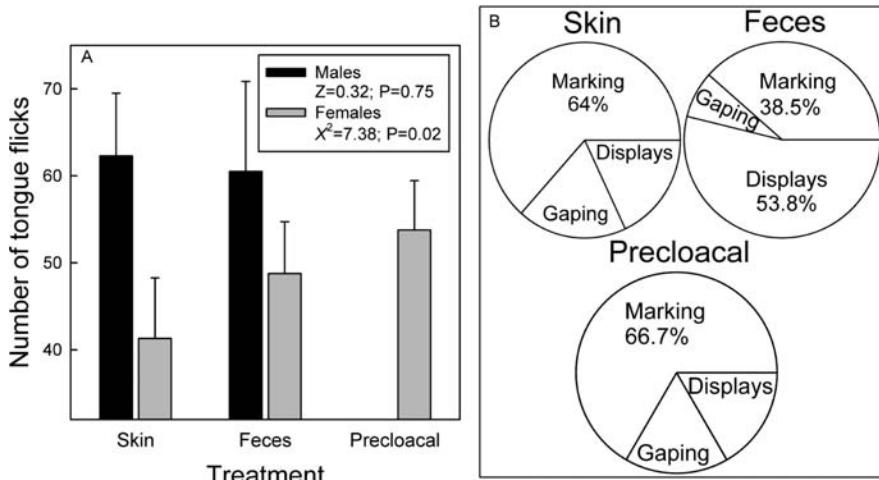 A
Males
Z=0.32; P=0.75
Females
X²=7.38; P=0.02
Number of tongue flicks
70
60
50
40
Skin
Feces
Precloacal
Treatment
B
Skin
Marking
64%
Displays
Gaping
Feces
Marking
38.5%
Gaping
Displays
53.8%
Precloacal
Marking
66.7%
Displays
Gaping